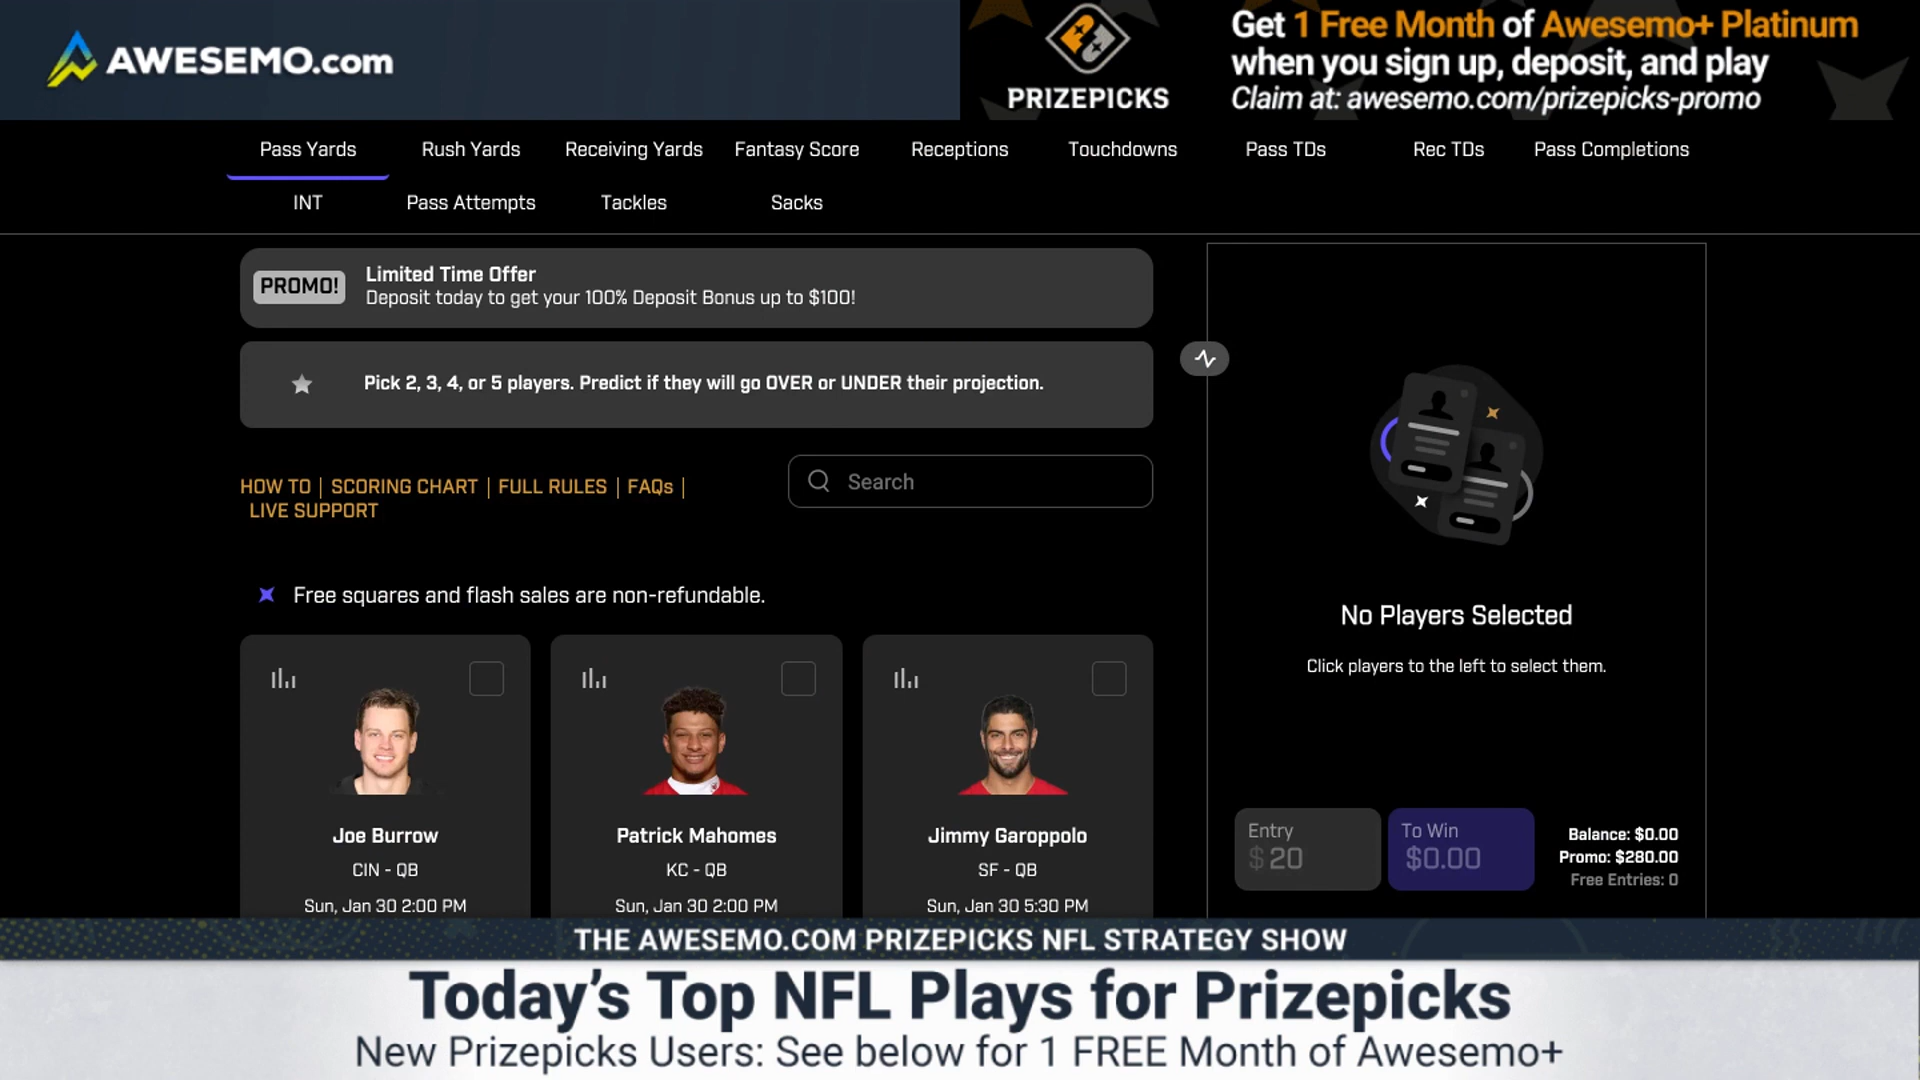 AWESEMO.com
PRIZEPICKS
Get 1 Free Month of Awesemo+ Platinum
when you sign up, deposit, and play
Claim at: awesemo.com/prizepicks-promo
Pass Yards Rush Yards Receiving Yards Fantasy Score Receptions Touchdowns Pass TDs Rec TDs Pass Completions
INT Pass Attempts Tackles Sacks
PROMO!
Limited Time Offer
Deposit today to get your 100% Deposit Bonus up to $100!
Pick 2, 3, 4, or 5 players. Predict if they will go OVER or UNDER their projection.
HOW TO | SCORING CHART | FULL RULES | FAQs |
LIVE SUPPORT
Search
Free squares and flash sales are non-refundable.
Joe Burrow
CIN - QB
Sun, Jan 30 2:00 PM
Patrick Mahomes
KC - QB
Sun, Jan 30 2:00 PM
Jimmy Garoppolo
SF - QB
Sun, Jan 30 5:30 PM
No Players Selected
Click players to the left to select them.
Entry
$ 20
To Win
$0.00
Balance: $0.00
Promo: $280.00
Free Entries: 0
THE AWESEMO.COM PRIZEPICKS NFL STRATEGY SHOW
Today's Top NFL Plays for Prizepicks
New Prizepicks Users: See below for 1 FREE Month of Awesemo+